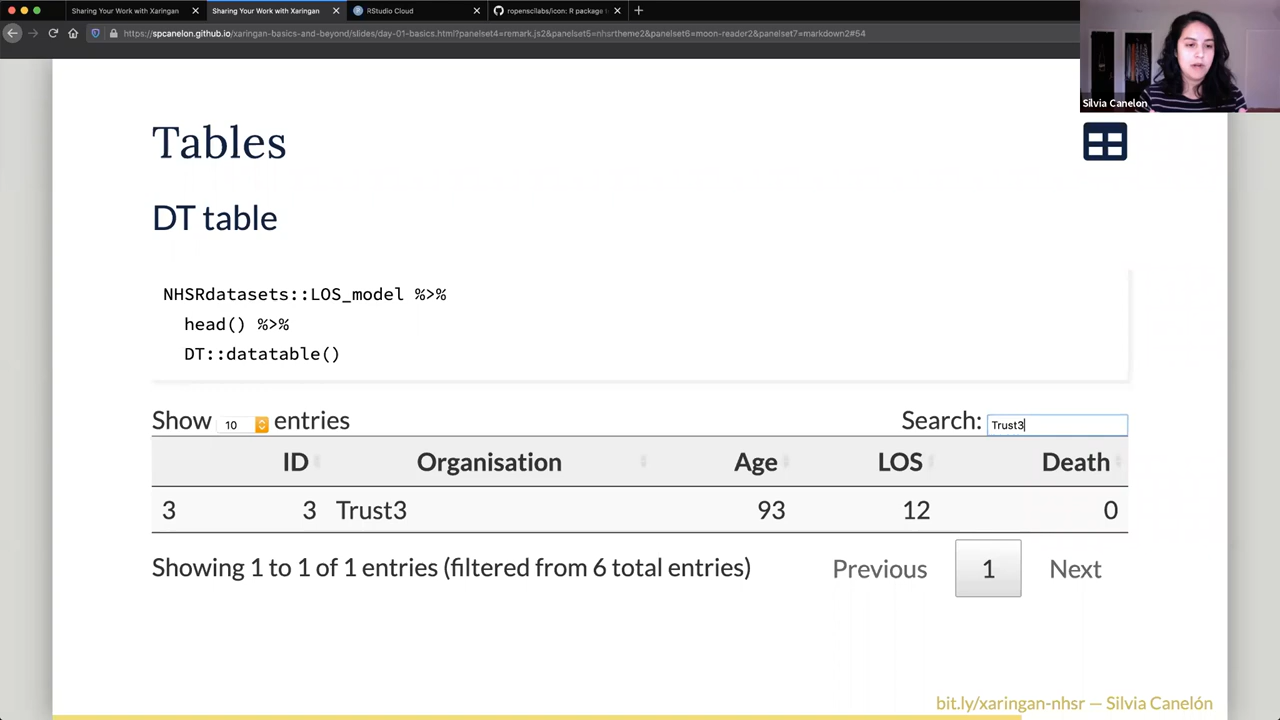 Sharing Your Work with Xaringan
Sharing Your Work with Xaringan
RStudio Cloud
ropenscilabs/icon: R package
https://spcanelon.github.io/xaringan-basics-and-beyond/slides/day-01-basics.html?panelset4=remark.js2&panelset5=nhsrtheme2&panelset6=moon-reader2&panelset7=markdown2#54
Silvia Canelon
Tables
DT table
NHSRdatasets::LOS_model %>%
head() %>%
DT::datatable()
Show 10 entries Search: Trust3
ID Organisation Age LOS Death
3 3 Trust3 93 12 0
Showing 1 to 1 of 1 entries (filtered from 6 total entries) Previous 1 Next
bit.ly/xaringan-nhsr — Silvia Canelón